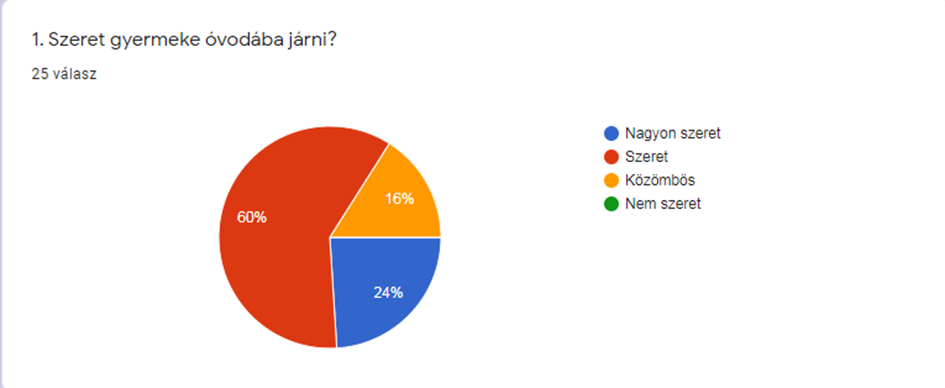 1. Szeret gyermeke óvodába járni?
25 válasz
60%
16%
24%
Nagyon szeret
Szeret
Közömbös
Nem szeret